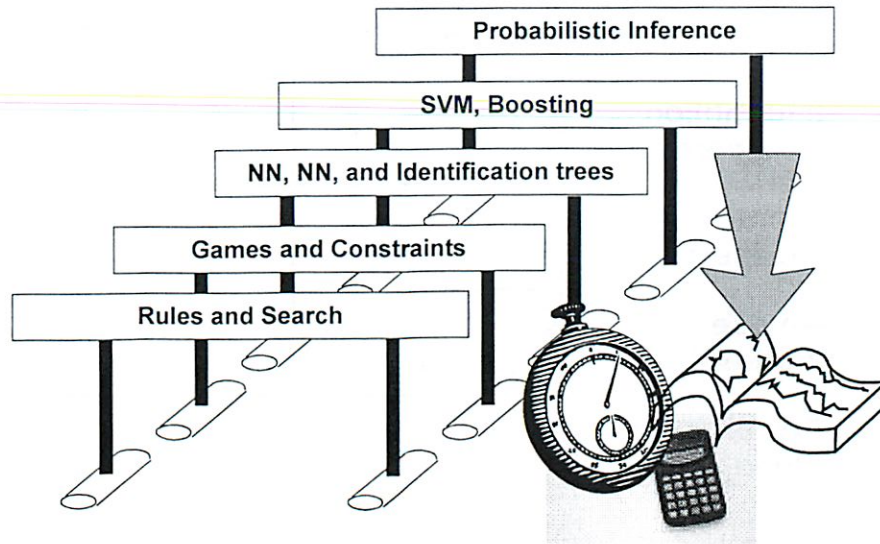 Probabilistic Inference
SVM, Boosting
NN, NN, and Identification trees
Games and Constraints
Rules and Search